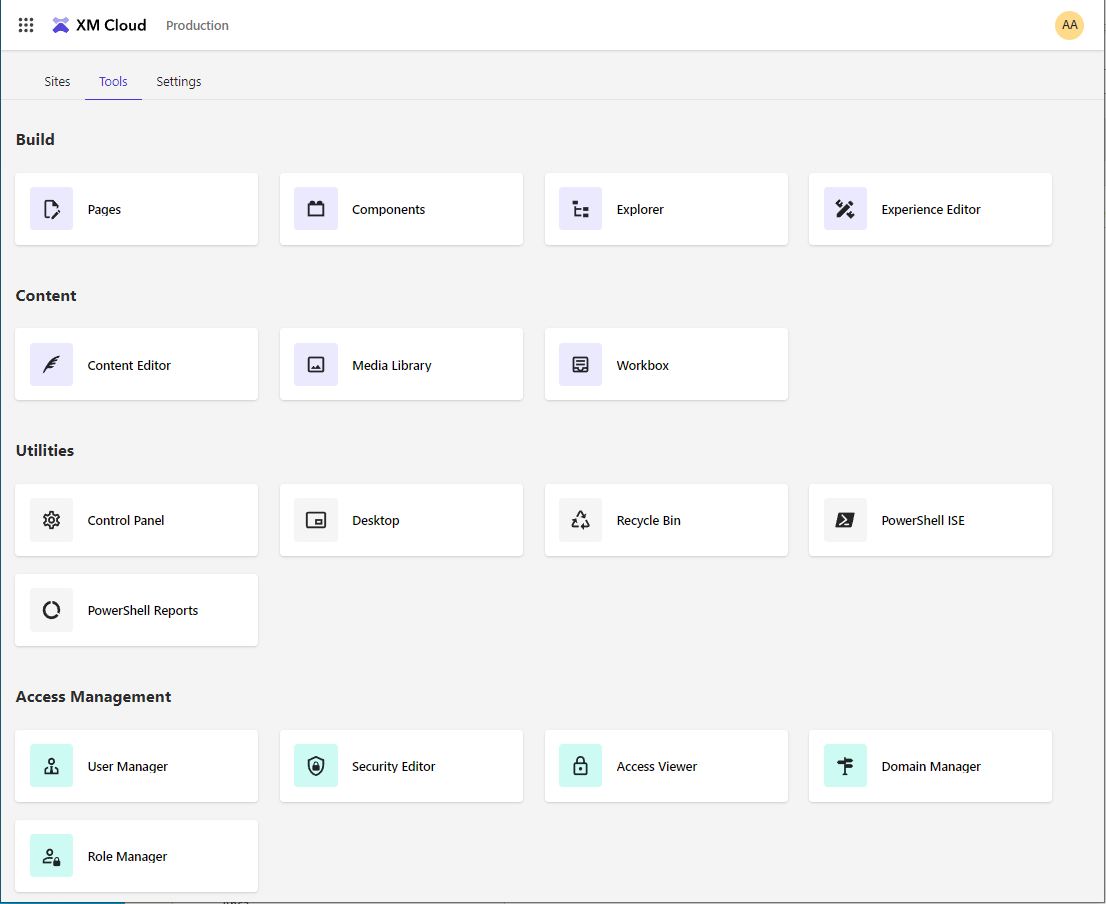 XM Cloud Production AA
Sites Tools Settings
Build
Pages Components Explorer Experience Editor
Content
Content Editor Media Library Workbox
Utilities
Control Panel Desktop Recycle Bin PowerShell ISE
PowerShell Reports
Access Management
User Manager Security Editor Access Viewer Domain Manager
Role Manager